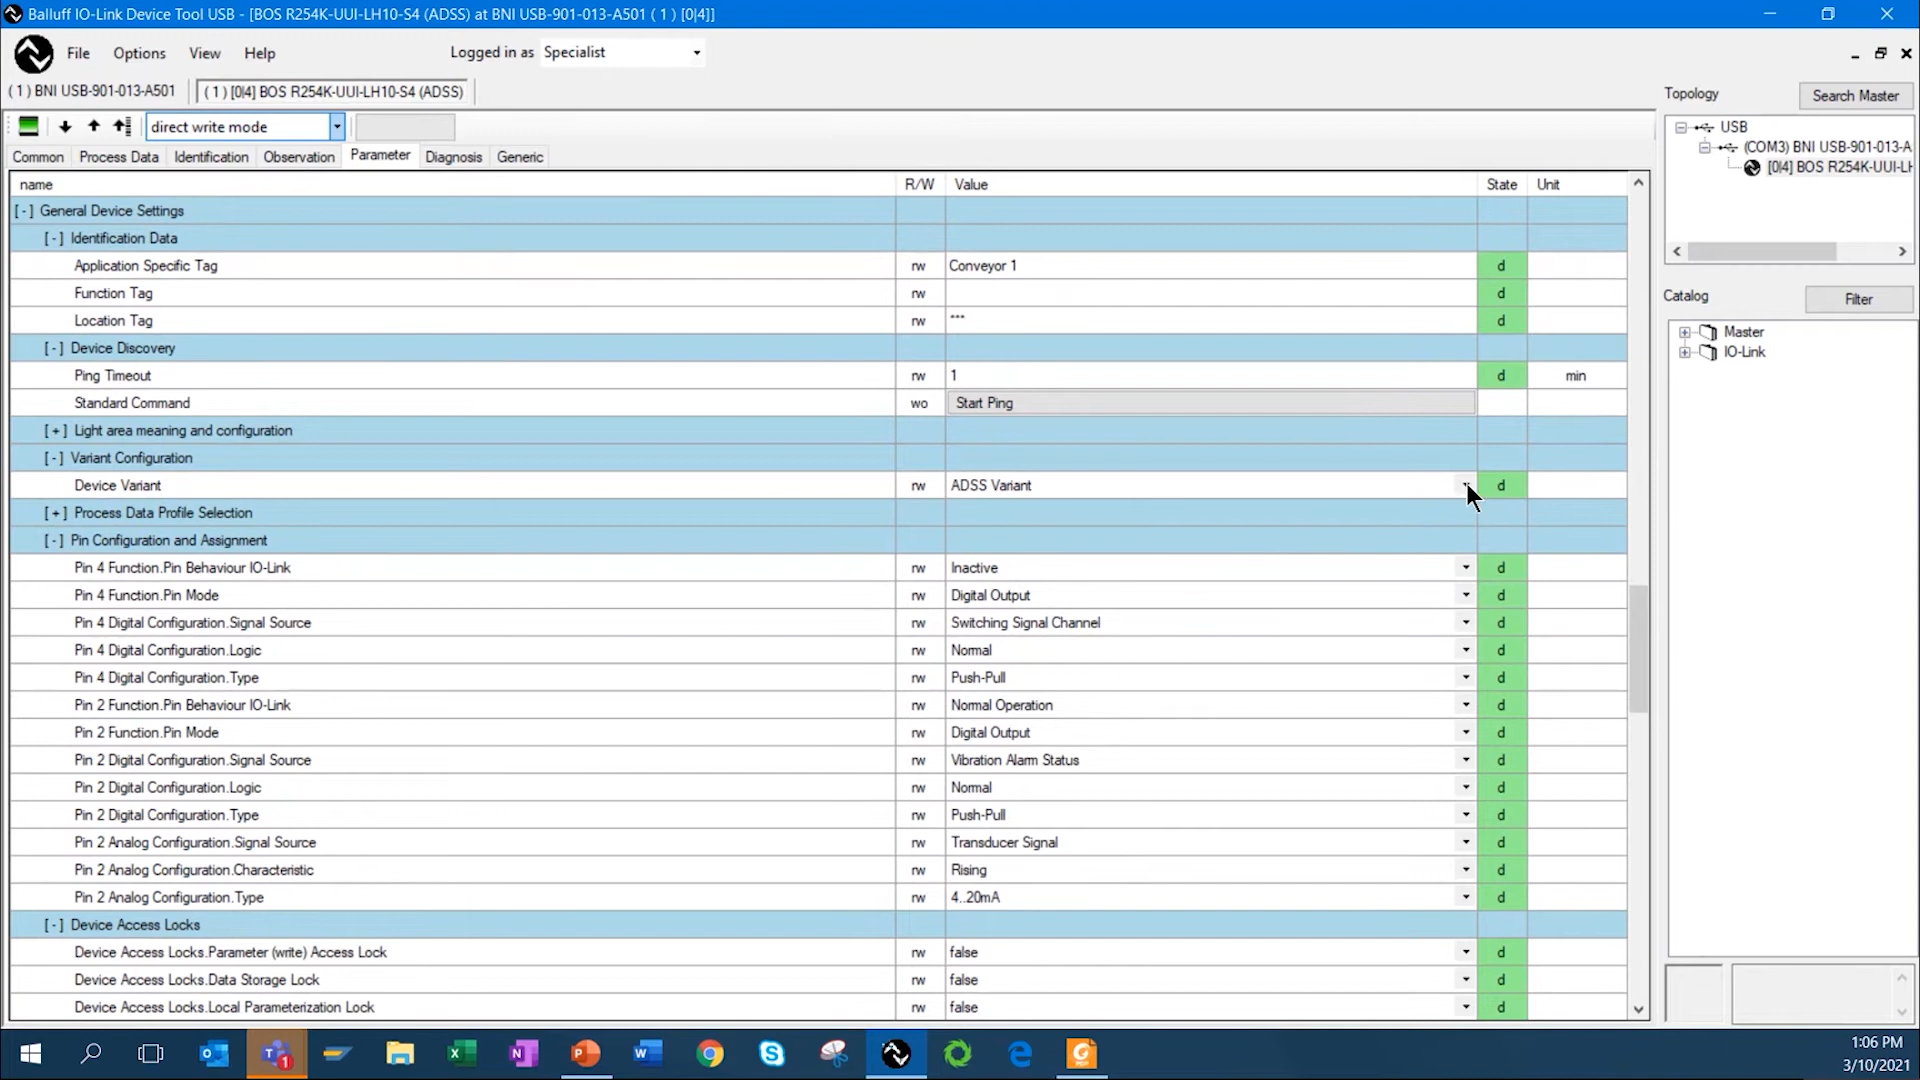 Balluff IO-Link Device Tool USB - [BOS R254K-UUI-LH10-S4 (ADSS) at BNI USB-901-013-A501 ( 1 ) [0|4]]
File Options View Help Logged in as Specialist
( 1 ) BNI USB-901-013-A501 ( 1 ) [0|4] BOS R254K-UUI-LH10-S4 (ADSS)
direct write mode
Common Process Data Identification Observation Parameter Diagnosis Generic
name R/W Value State Unit
[ - ] General Device Settings
[ - ] Identification Data
Application Specific Tag rw Conveyor 1 d
Function Tag rw d
Location Tag rw *** d
[ - ] Device Discovery
Ping Timeout rw 1 d min
Standard Command wo Start Ping
[ + ] Light area meaning and configuration
[ - ] Variant Configuration
Device Variant rw ADSS Variant d
[ + ] Process Data Profile Selection
[ - ] Pin Configuration and Assignment
Pin 4 Function.Pin Behaviour IO-Link rw Inactive d
Pin 4 Function.Pin Mode rw Digital Output d
Pin 4 Digital Configuration.Signal Source rw Switching Signal Channel d
Pin 4 Digital Configuration.Logic rw Normal d
Pin 4 Digital Configuration.Type rw Push-Pull d
Pin 2 Function.Pin Behaviour IO-Link rw Normal Operation d
Pin 2 Function.Pin Mode rw Digital Output d
Pin 2 Digital Configuration.Signal Source rw Vibration Alarm Status d
Pin 2 Digital Configuration.Logic rw Normal d
Pin 2 Digital Configuration.Type rw Push-Pull d
Pin 2 Analog Configuration.Signal Source rw Transducer Signal d
Pin 2 Analog Configuration.Characteristic rw Rising d
Pin 2 Analog Configuration.Type rw 4..20mA d
[ - ] Device Access Locks
Device Access Locks.Parameter (write) Access Lock rw false d
Device Access Locks.Data Storage Lock rw false d
Device Access Locks.Local Parameterization Lock rw false d
Topology Search Master
USB
(COM3) BNI USB-901-013-A
[0|4] BOS R254K-UUI-LH
Catalog Filter
Master
IO-Link
1:06 PM
3/10/2021